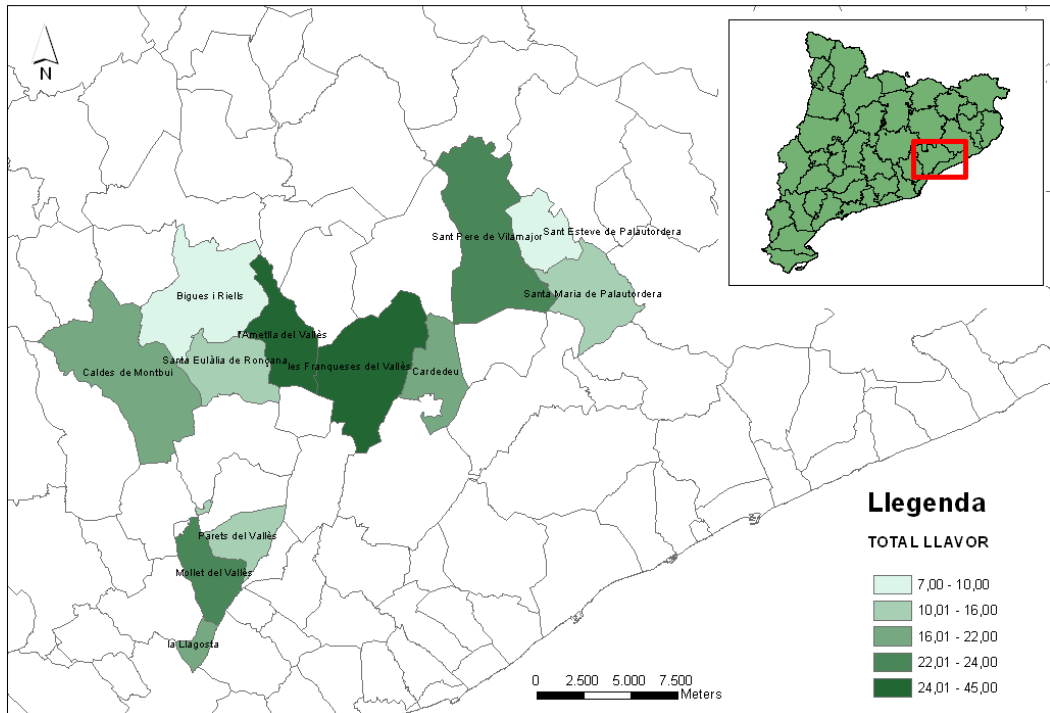 N
Sant Pere de Vilamajor
Sant Esteve de Palautordera
Santa Maria de Palautordera
Bigues i Riells
l'Ametlla del Vallès
Santa Eulàlia de Ronçana
les Franqueses del Vallès
Cardedeu
Caldes de Montbui
Parets del Vallès
Mollet del Vallès
la Llagosta
Llegenda
TOTAL LLAVOR
7,00 - 10,00
10,01 - 16,00
16,01 - 22,00
22,01 - 24,00
24,01 - 45,00
0 2.500 5.000 7.500
Meters